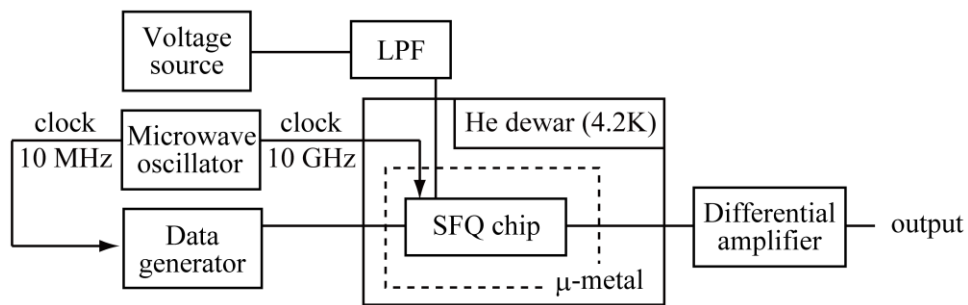 Voltage
source
LPF
He dewar (4.2K)
clock
10 MHz
Microwave
oscillator
clock
10 GHz
Data
generator
SFQ chip
μ-metal
Differential
amplifier
output